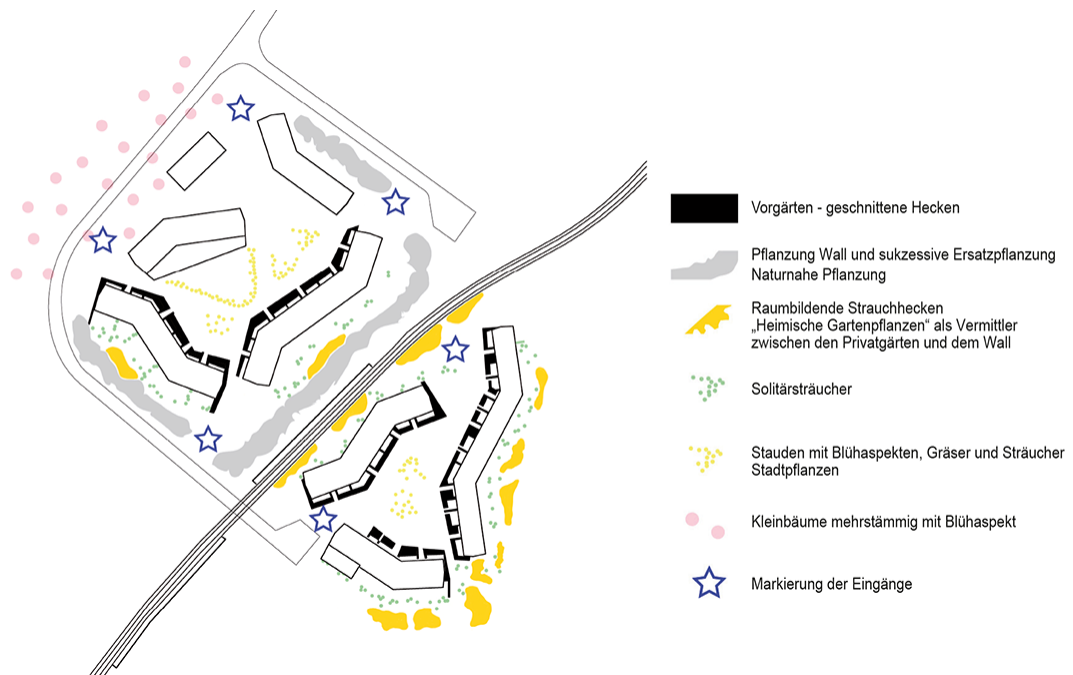 Vorgärten - geschnittene Hecken
Pflanzung Wall und sukzessive Ersatzpflanzung
Naturnahe Pflanzung
Raumbildende Strauchhecken
„Heimische Gartenpflanzen“ als Vermittler
zwischen den Privatgärten und dem Wall
Solitärsträucher
Stauden mit Blühaspekten, Gräser und Sträucher
Stadtpflanzen
Kleinbäume mehrstämmig mit Blühaspekt
Markierung der Eingänge